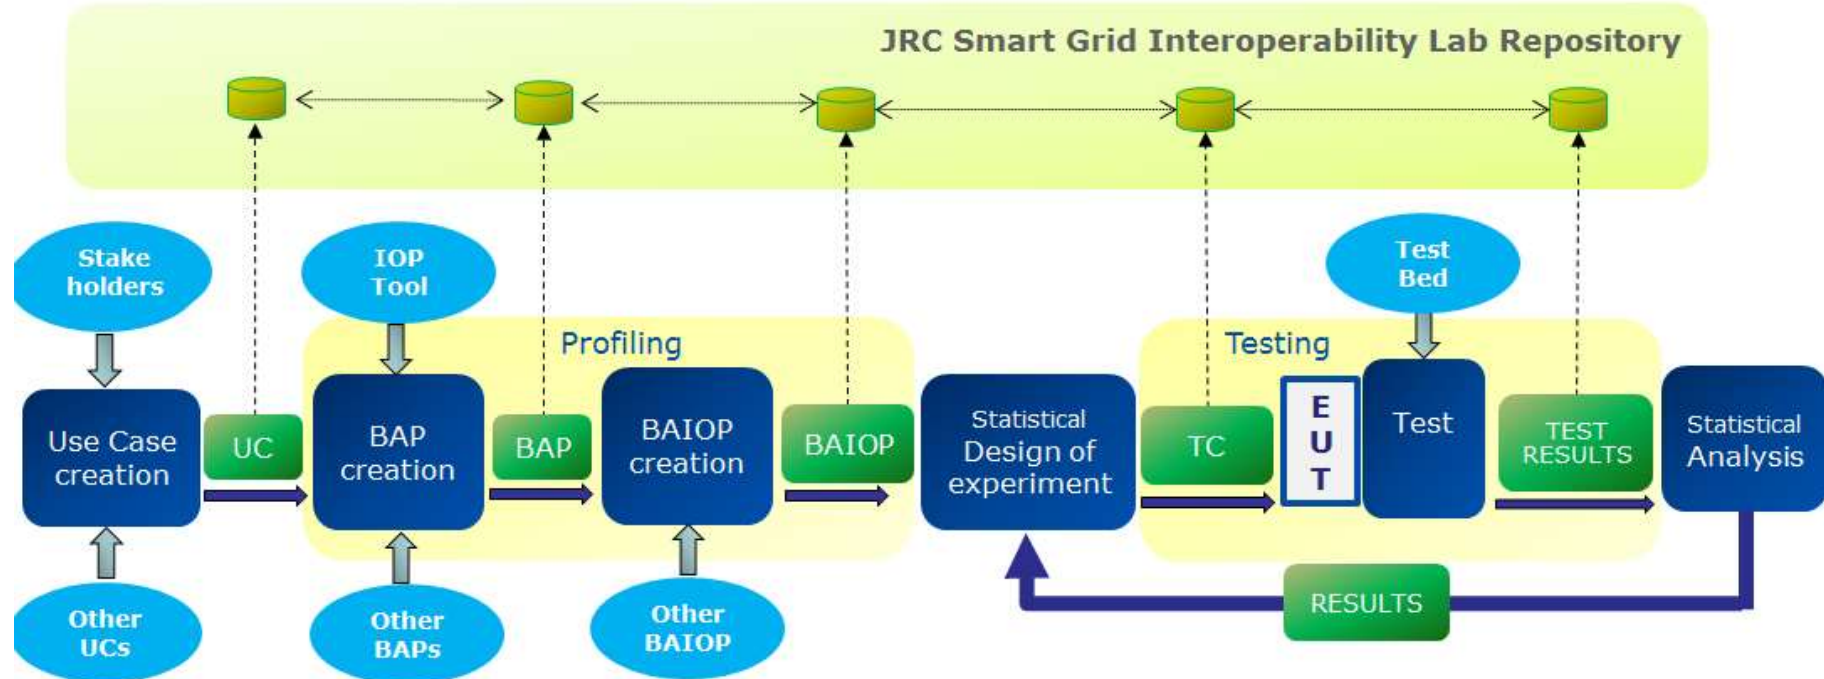 JRC Smart Grid Interoperability Lab Repository
Stake
holders
IOP
Tool
Test
Bed
Profiling
Testing
Use Case
creation
UC
BAP
creation
BAP
BAIOP
creation
BAIOP
Statistical
Design of
experiment
TC
E
U
T
Test
TEST
RESULTS
Statistical
Analysis
Other
UCs
Other
BAPs
Other
BAIOP
RESULTS